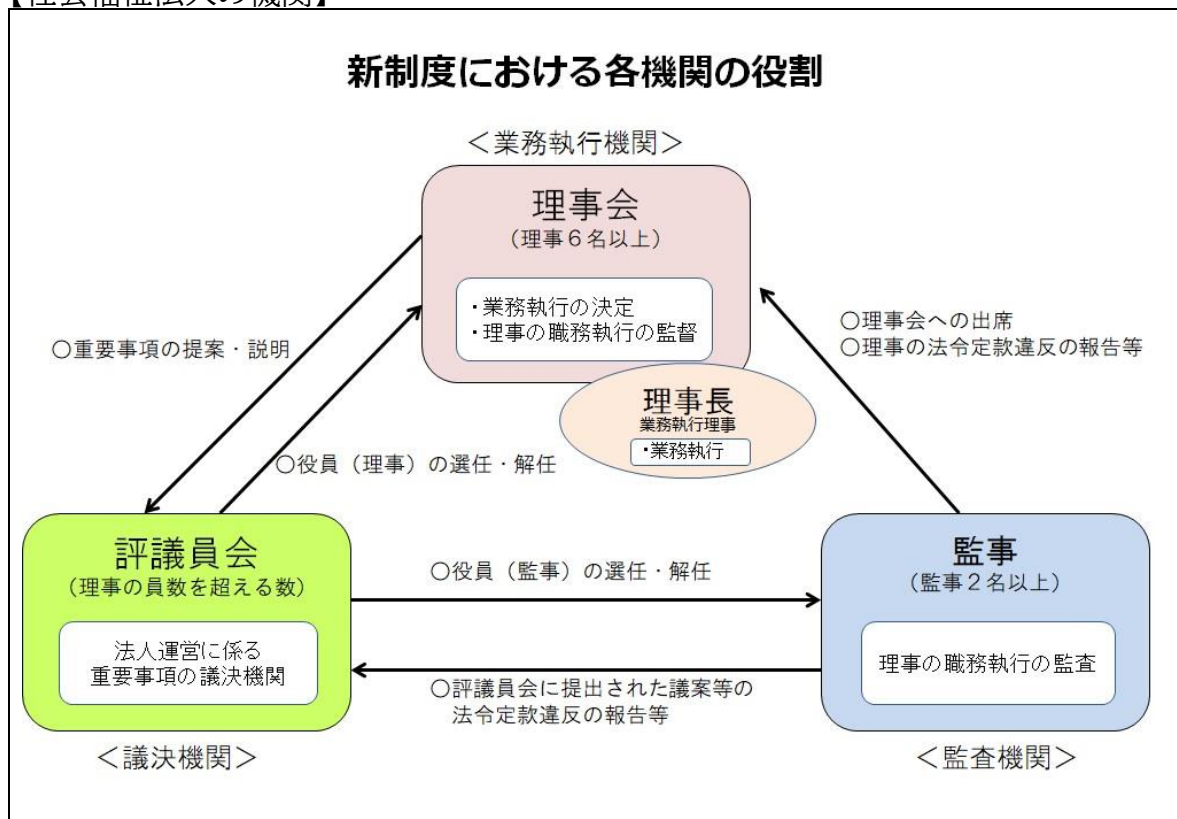 【社会福祉法人の機関】
新制度における各機関の役割
＜業務執行機関＞
理事会
（理事６名以上）
・業務執行の決定
・理事の職務執行の監督
理事長
業務執行理事
・業務執行
○重要事項の提案・説明
○役員（理事）の選任・解任
○理事会への出席
○理事の法令定款違反の報告等
評議員会
（理事の員数を超える数）
法人運営に係る
重要事項の議決機関
＜議決機関＞
○役員（監事）の選任・解任
○評議員会に提出された議案等の
法令定款違反の報告等
監事
（監事２名以上）
理事の職務執行の監査
＜監査機関＞